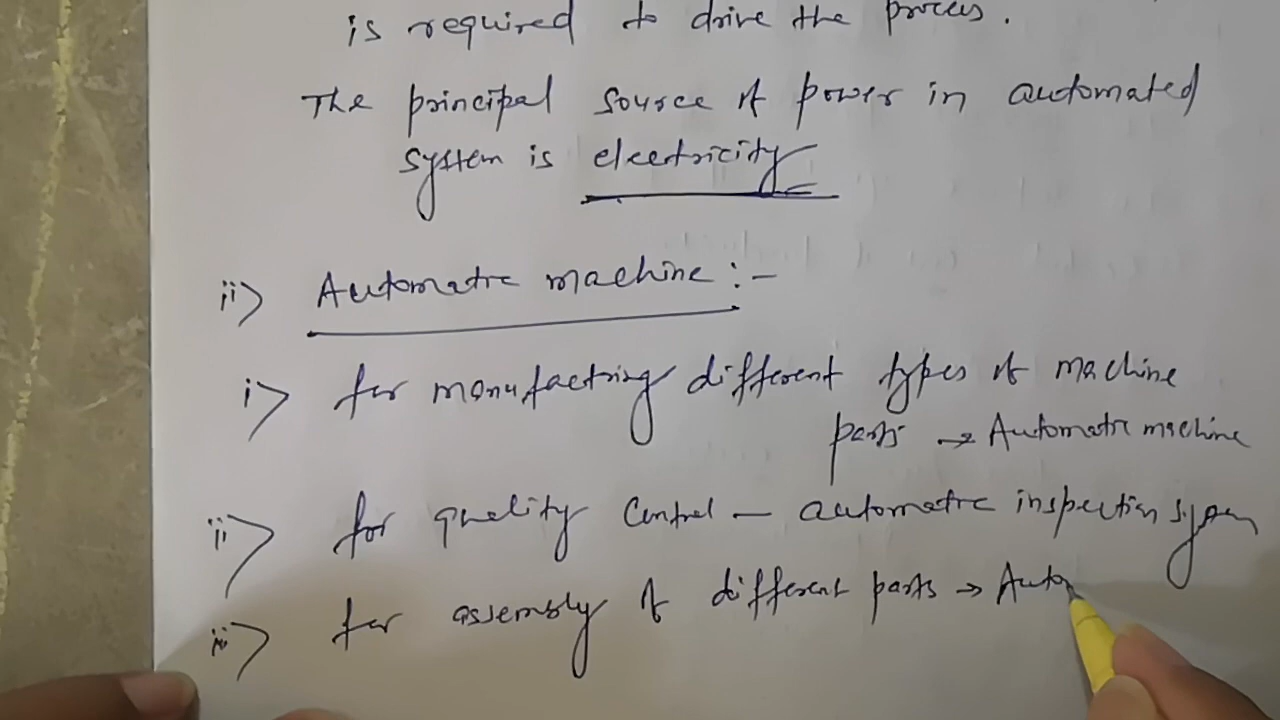 is required to drive the process.
The principal source of power in automated
system is electricity
ii) Automatic machine :-
i) for manufactring different types of machine
parts → Automatic machine
ii) for quality control - automatic inspection system
iii) for assembly of different parts → Auto